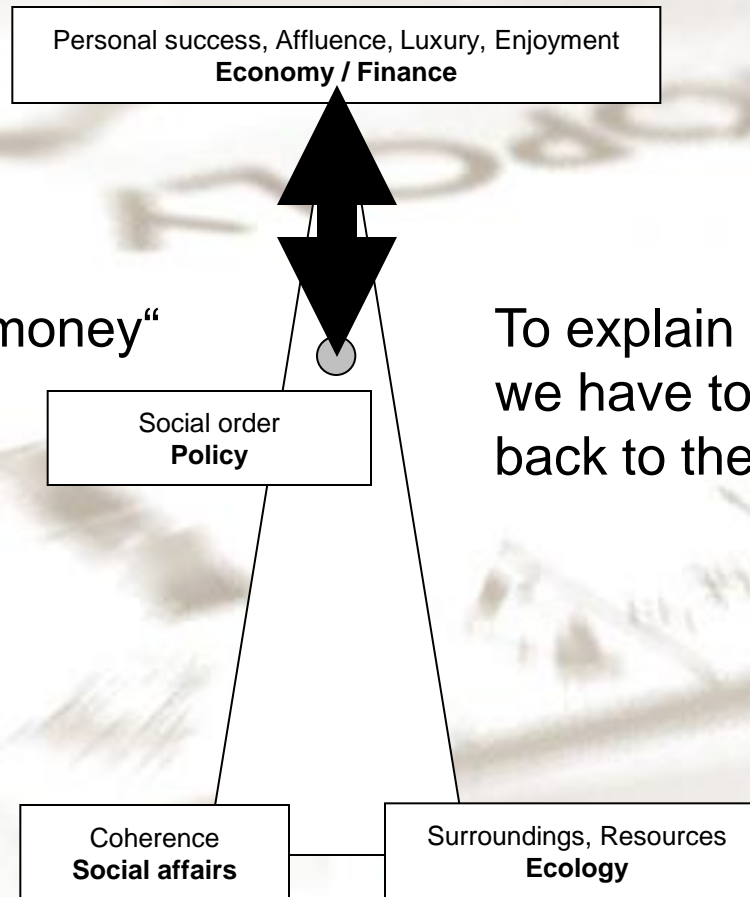 Personal success, Affluence, Luxury, Enjoyment
Economy / Finance
money“
To explain
we have to
back to the
Social order
Policy
Coherence
Social affairs
Surroundings, Resources
Ecology